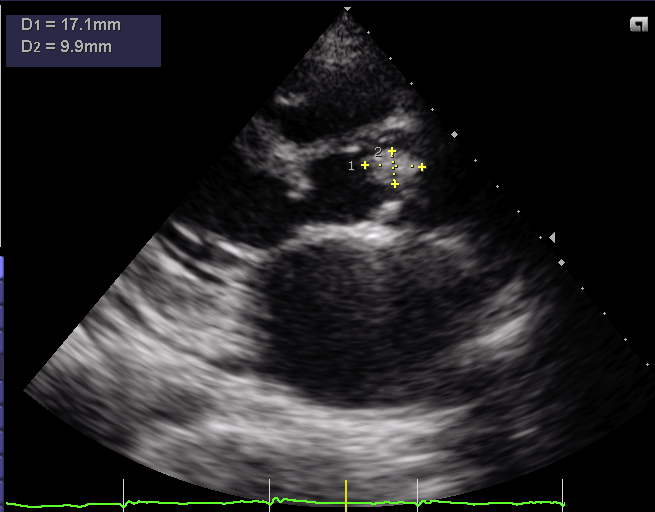 D1 = 17.1mm
D2 = 9.9mm
2
1